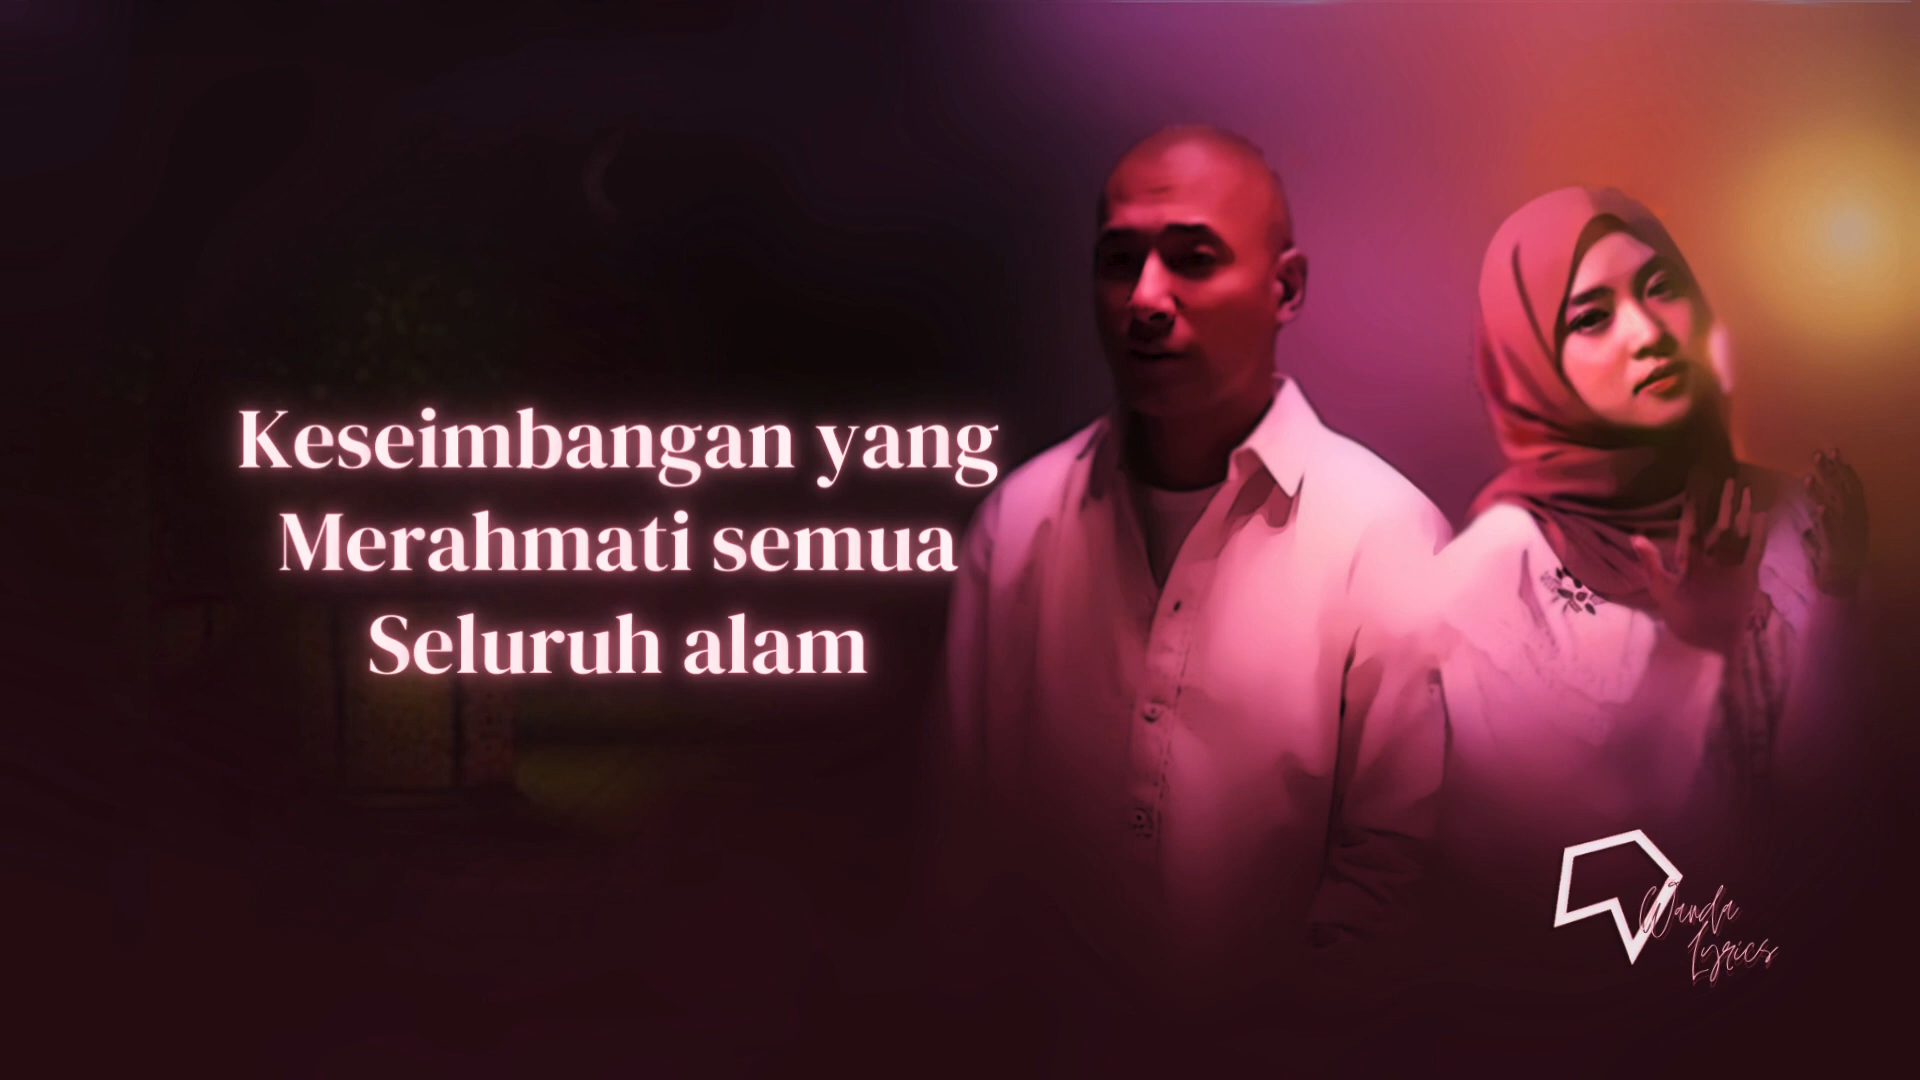 Keseimbangan yang
Merahmati semua
Seluruh alam
Wanda
Lyrics